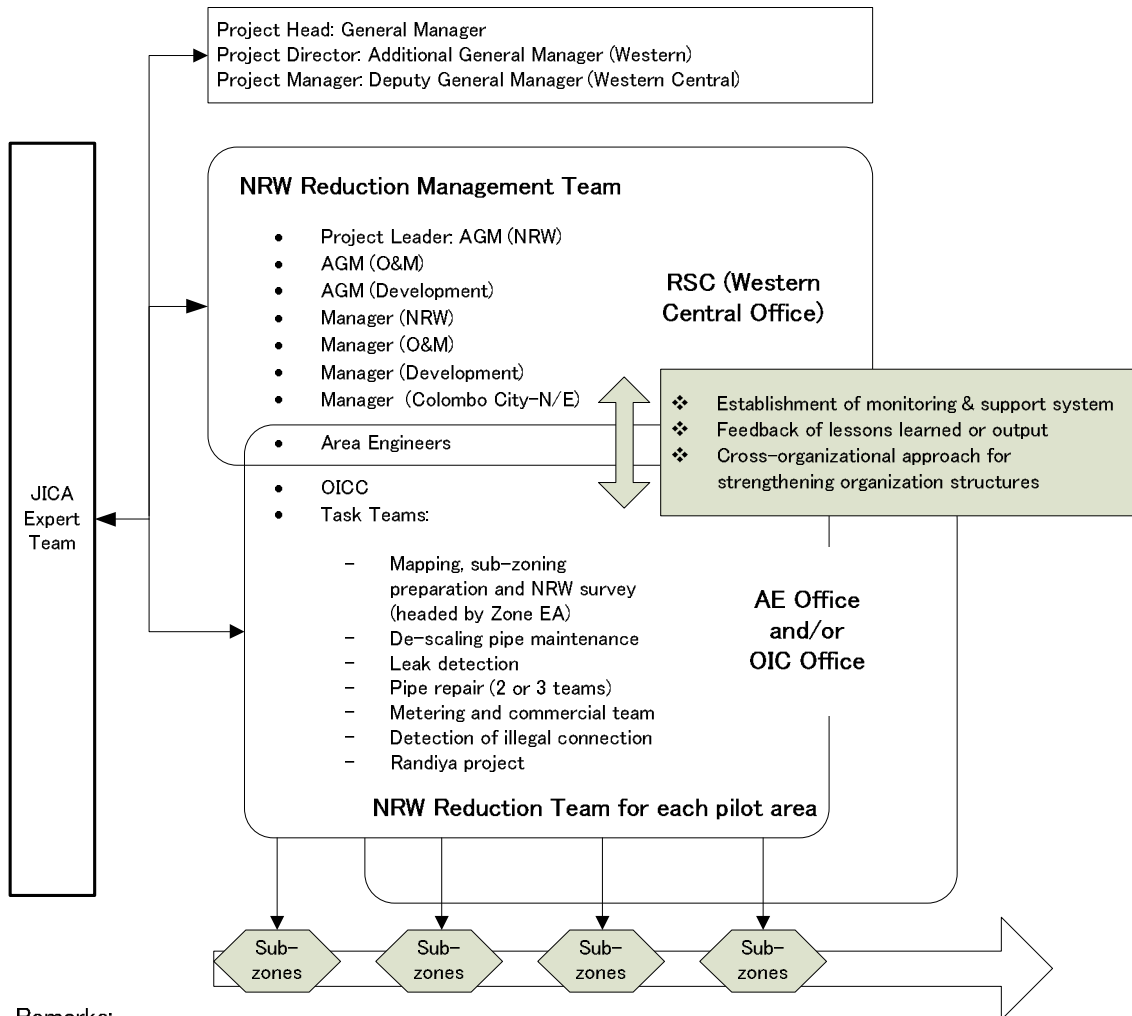 Project Head: General Manager
Project Director: Additional General Manager (Western)
Project Manager: Deputy General Manager (Western Central)
NRW Reduction Management Team
• Project Leader: AGM (NRW)
• AGM (O&M)
• AGM (Development)
• Manager (NRW)
• Manager (O&M)
• Manager (Development)
• Manager (Colombo City-N/E)
• Area Engineers
RSC (Western
Central Office)
❖ Establishment of monitoring & support system
❖ Feedback of lessons learned or output
❖ Cross-organizational approach for
strengthening organization structures
JICA
Expert
Team
• OICC
• Task Teams:
– Mapping, sub-zoning
preparation and NRW survey
(headed by Zone EA)
– De-scaling pipe maintenance
– Leak detection
– Pipe repair (2 or 3 teams)
– Metering and commercial team
– Detection of illegal connection
– Randiya project
AE Office
and/or
OIC Office
NRW Reduction Team for each pilot area
Sub-
zones
Sub-
zones
Sub-
zones
Sub-
zones
Remarks: